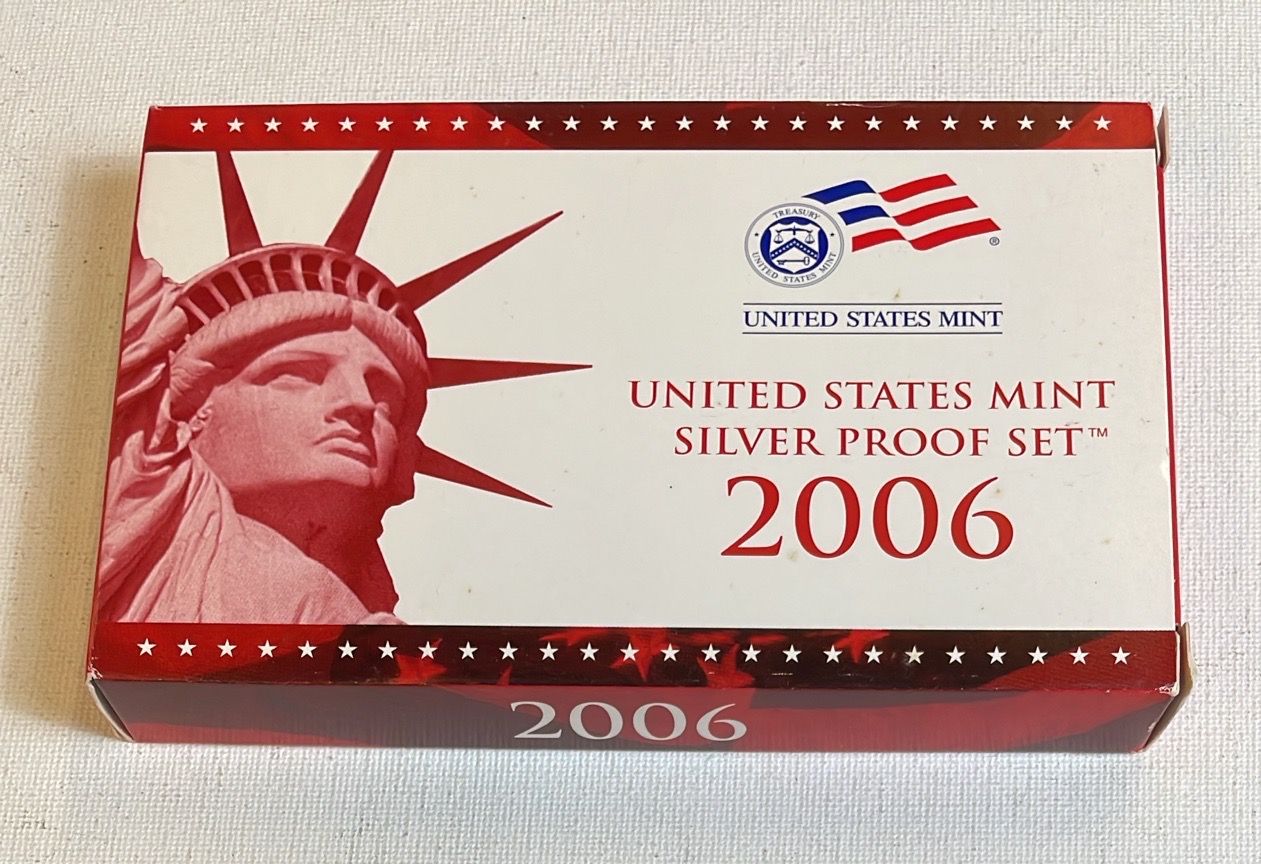 TREASURY
UNITED STATES MINT
®
UNITED STATES MINT
UNITED STATES MINT
SILVER PROOF SET™
2006
2006